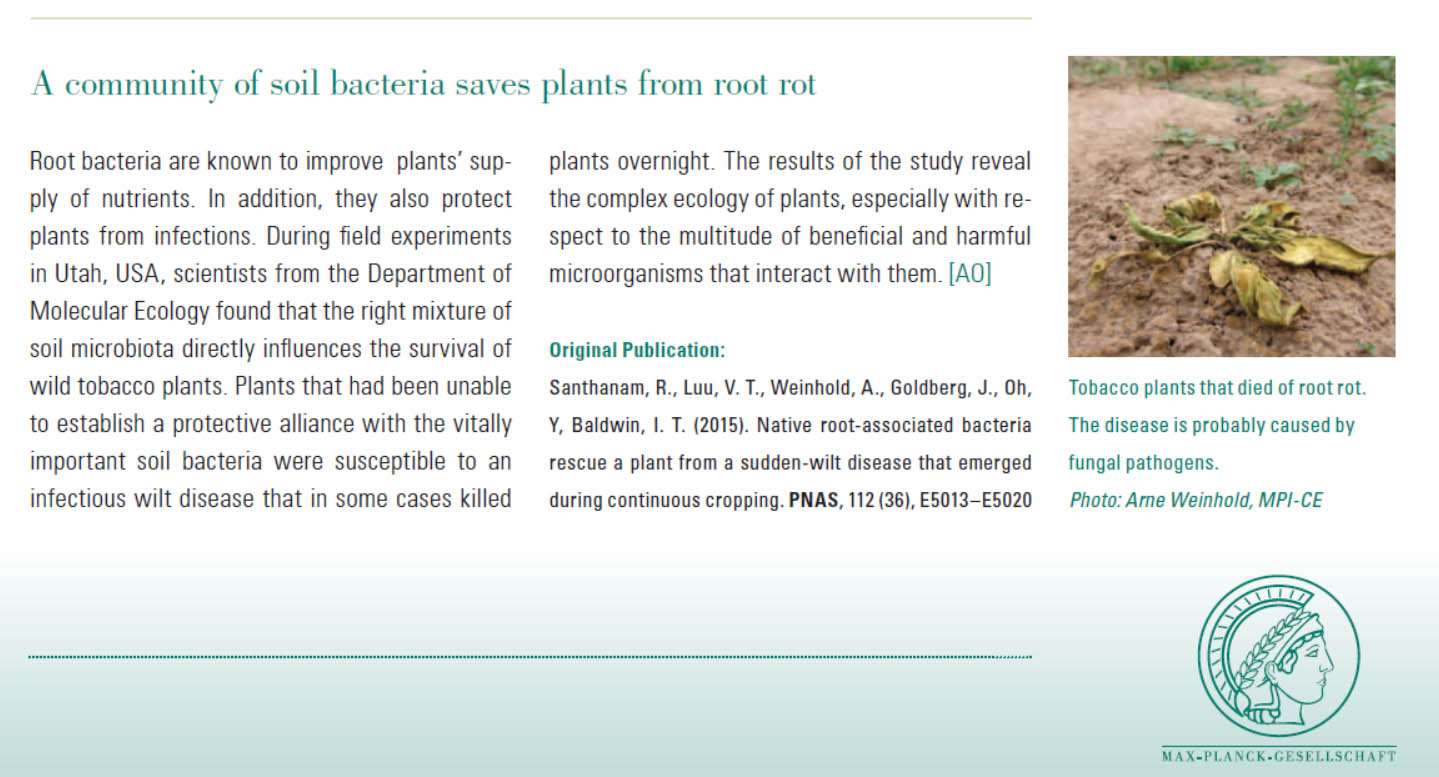 A community of soil bacteria saves plants from root rot
Root bacteria are known to improve plants' sup-
ply of nutrients. In addition, they also protect
plants from infections. During field experiments
in Utah, USA, scientists from the Department of
Molecular Ecology found that the right mixture of
soil microbiota directly influences the survival of
wild tobacco plants. Plants that had been unable
to establish a protective alliance with the vitally
important soil bacteria were susceptible to an
infectious wilt disease that in some cases killed
plants overnight. The results of the study reveal
the complex ecology of plants, especially with re-
spect to the multitude of beneficial and harmful
microorganisms that interact with them. [AO]
Original Publication:
Santhanam, R., Luu, V. T., Weinhold, A., Goldberg, J., Oh,
Y, Baldwin, I. T. (2015). Native root-associated bacteria
rescue a plant from a sudden-wilt disease that emerged
during continuous cropping. PNAS, 112 (36), E5013–E5020
Tobacco plants that died of root rot.
The disease is probably caused by
fungal pathogens.
Photo: Arne Weinhold, MPI-CE
MAX-PLANCK-GESELLSCHAFT